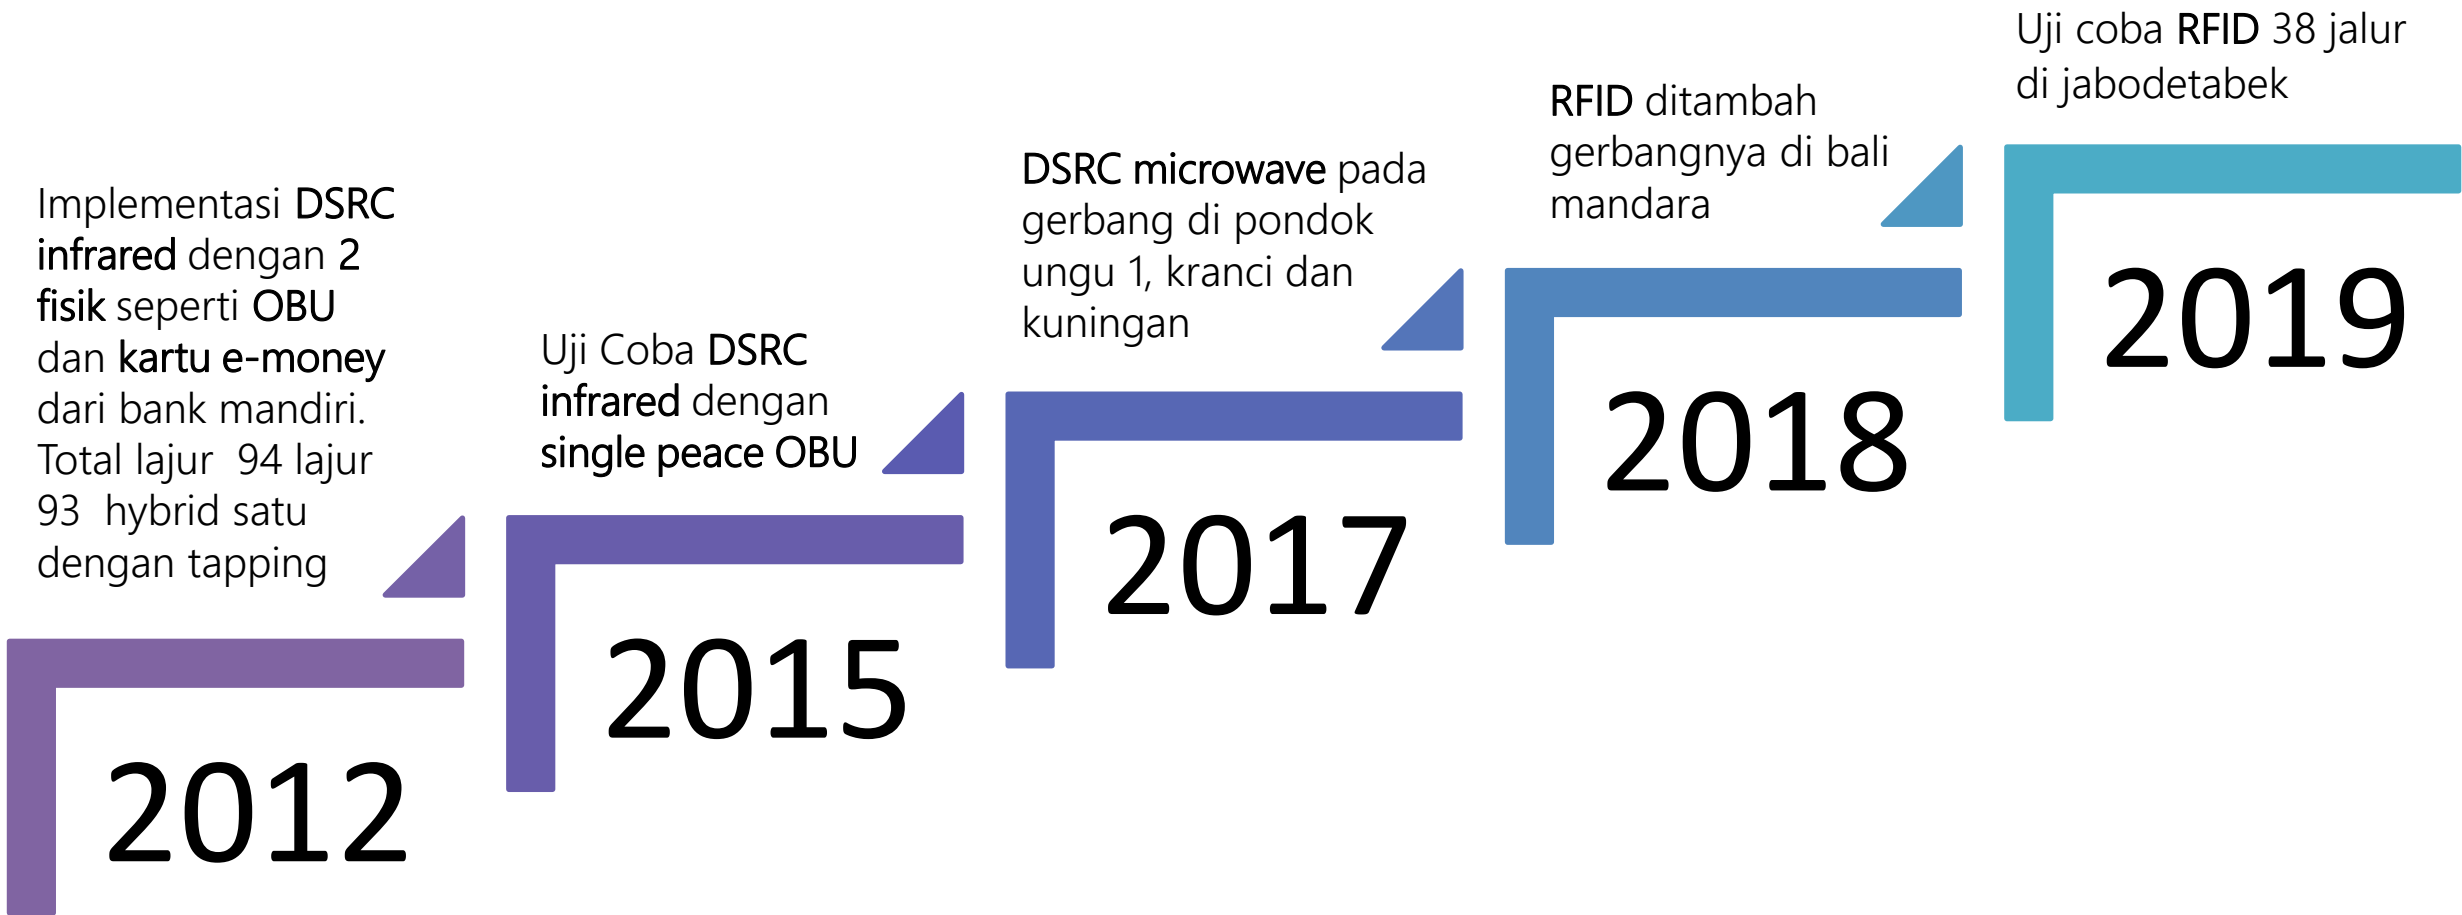 Implementasi DSRC
infrared dengan 2
fisik seperti OBU
dan kartu e-money
dari bank mandiri.
Total lajur  94 lajur
93  hybrid satu
dengan tapping
2012
Uji Coba DSRC
infrared dengan
single peace OBU
2015
DSRC microwave pada
gerbang di pondok
ungu 1, kranci dan
kuningan
2017
RFID ditambah
gerbangnya di bali
mandara
2018
Uji coba RFID 38 jalur
di jabodetabek
2019